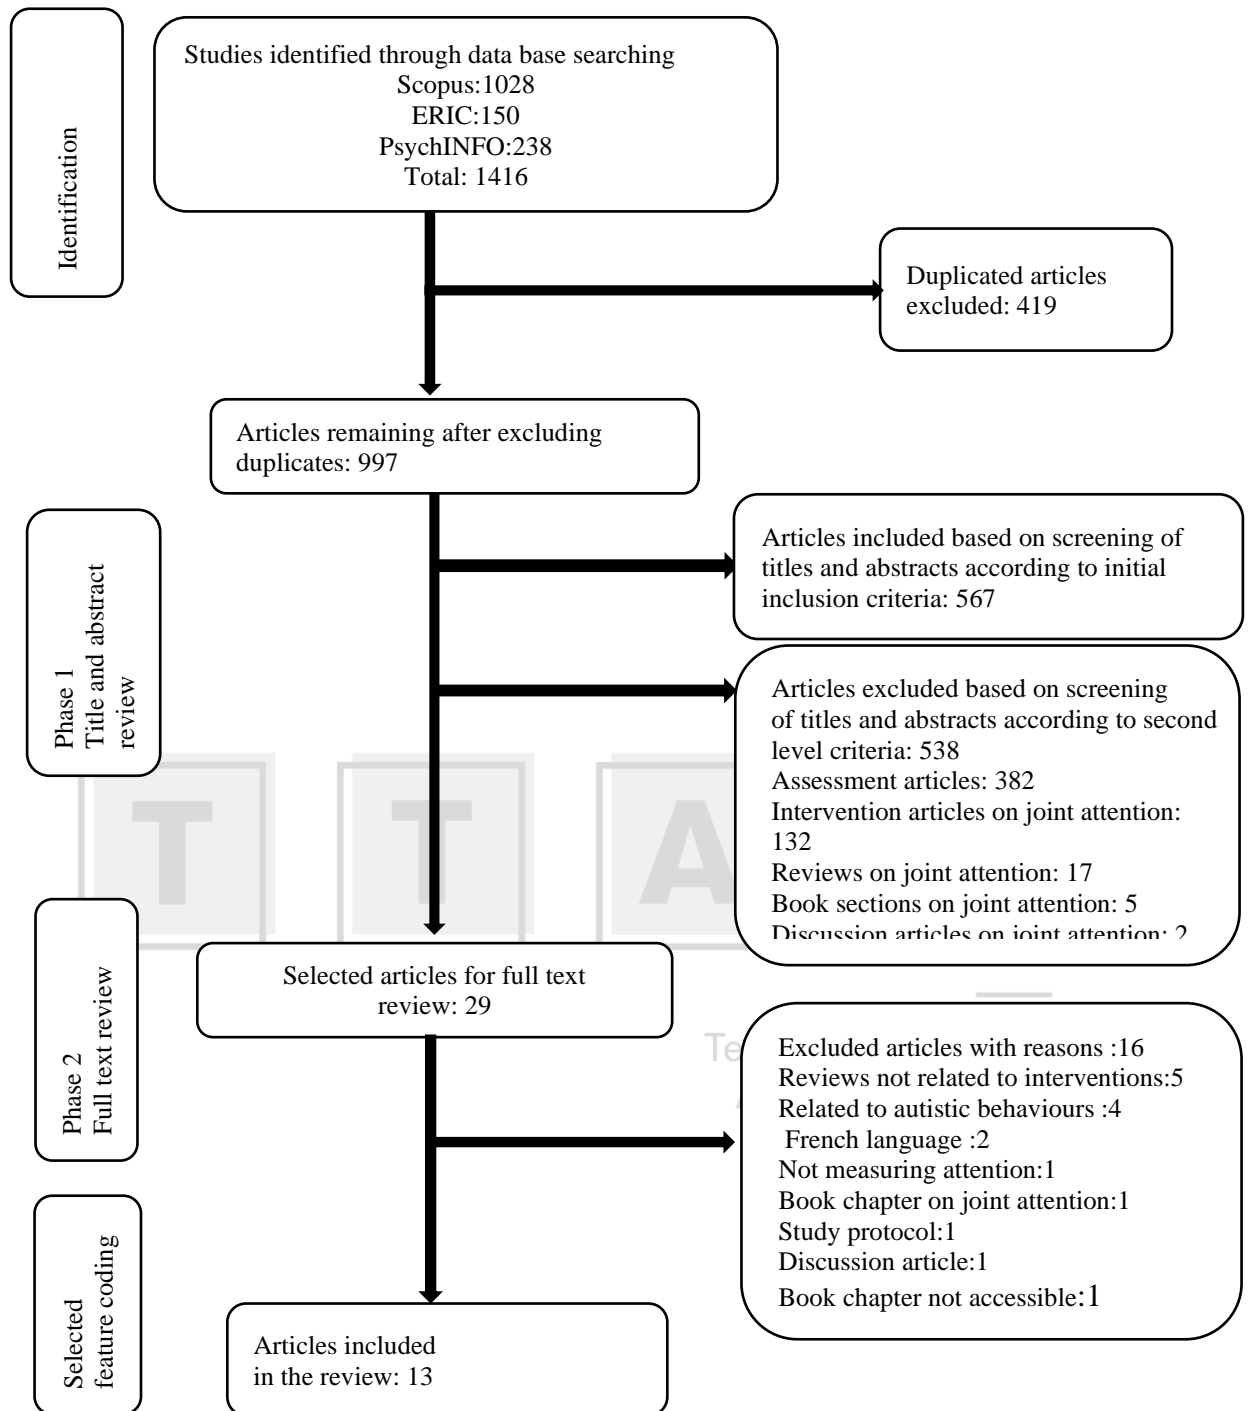 Identification
Studies identified through data base searching
Scopus:1028
ERIC:150
PsychINFO:238
Total: 1416
Duplicated articles
excluded: 419
Articles remaining after excluding
duplicates: 997
Phase 1
Title and abstract
review
Articles included based on screening of
titles and abstracts according to initial
inclusion criteria: 567
Articles excluded based on screening
of titles and abstracts according to second
level criteria: 538
Assessment articles: 382
Intervention articles on joint attention:
132
Reviews on joint attention: 17
Book sections on joint attention: 5
Discussion articles on joint attention: 2
T T A
Phase 2
Full text review
Selected articles for full text
review: 29
Te
Excluded articles with reasons :16
Reviews not related to interventions:5
Related to autistic behaviours :4
French language :2
Not measuring attention:1
Book chapter on joint attention:1
Study protocol:1
Discussion article:1
Book chapter not accessible:1
Selected
feature coding
Articles included
in the review: 13